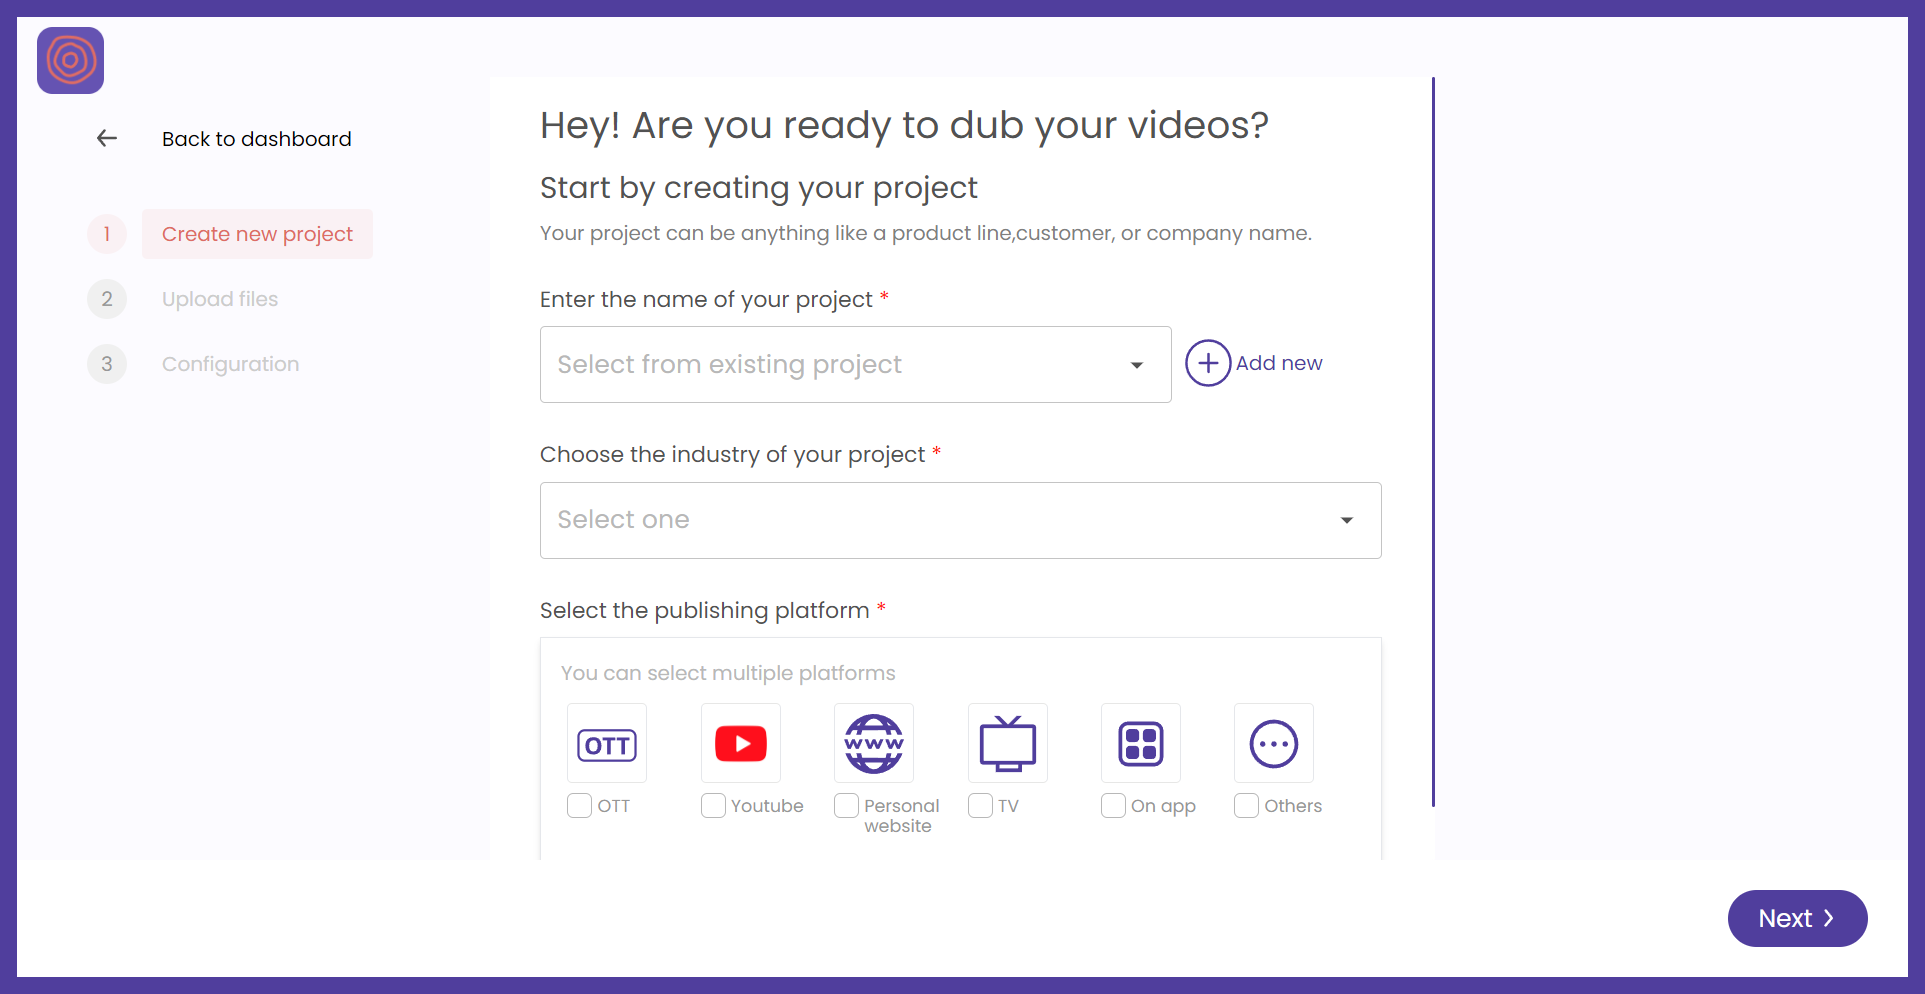 Back to dashboard
1 Create new project
2 Upload files
3 Configuration
Hey! Are you ready to dub your videos?
Start by creating your project
Your project can be anything like a product line,customer, or company name.
Enter the name of your project *
Select from existing project
Add new
Choose the industry of your project *
Select one
Select the publishing platform *
You can select multiple platforms
OTT
www
OTT
Youtube
Personal
website
TV
On app
Others
Next